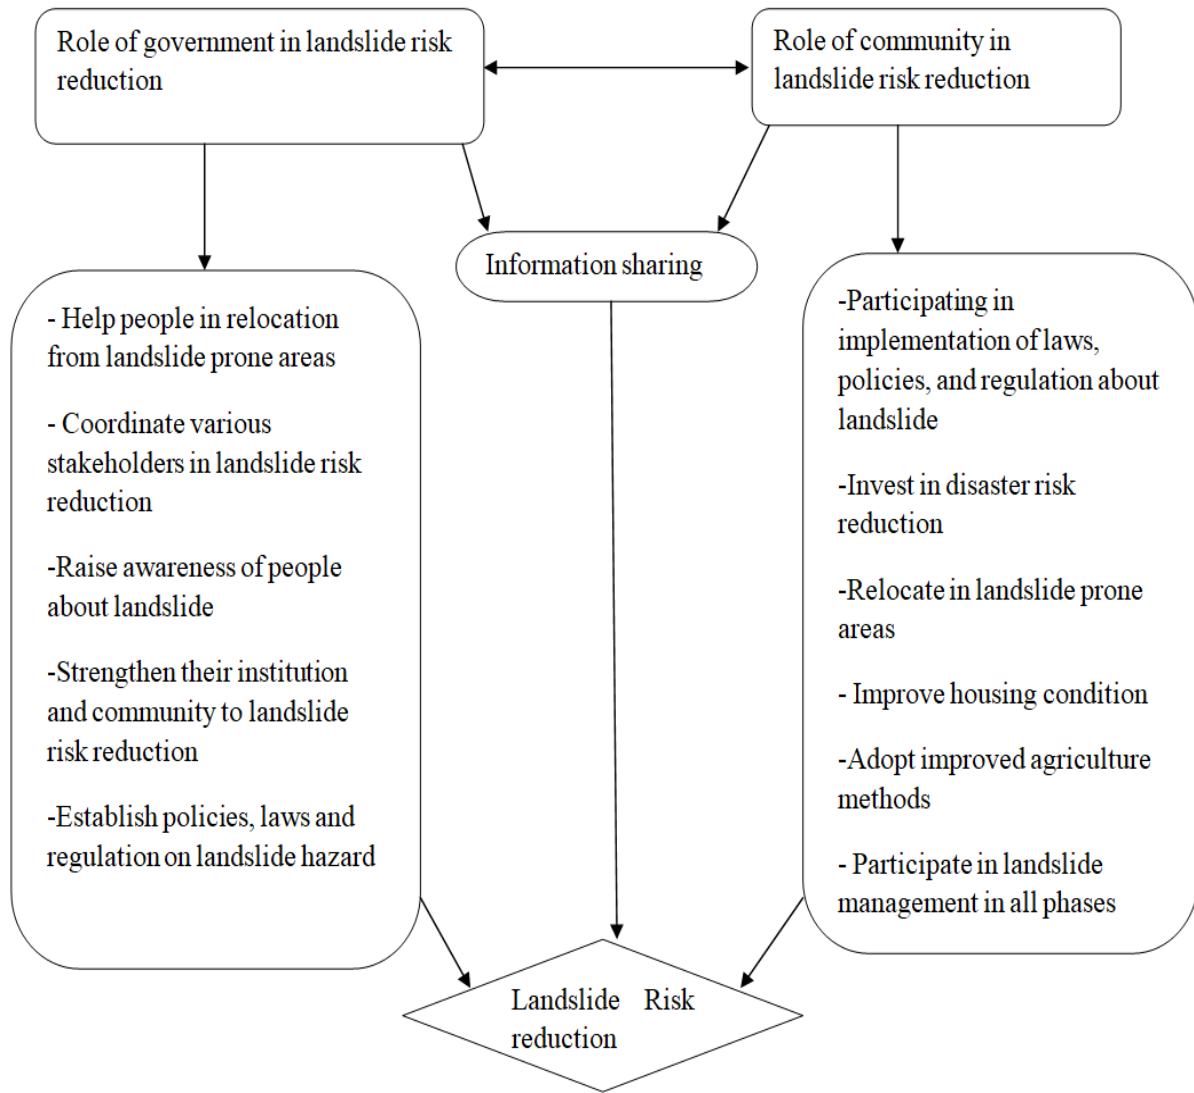 Role of government in landslide risk
reduction
Role of community in
landslide risk reduction
Information sharing
- Help people in relocation
from landslide prone areas
- Coordinate various
stakeholders in landslide risk
reduction
-Raise awareness of people
about landslide
-Strengthen their institution
and community to landslide
risk reduction
-Establish policies, laws and
regulation on landslide hazard
-Participating in
implementation of laws,
policies, and regulation about
landslide
-Invest in disaster risk
reduction
-Relocate in landslide prone
areas
- Improve housing condition
-Adopt improved agriculture
methods
- Participate in landslide
management in all phases
Landslide Risk
reduction